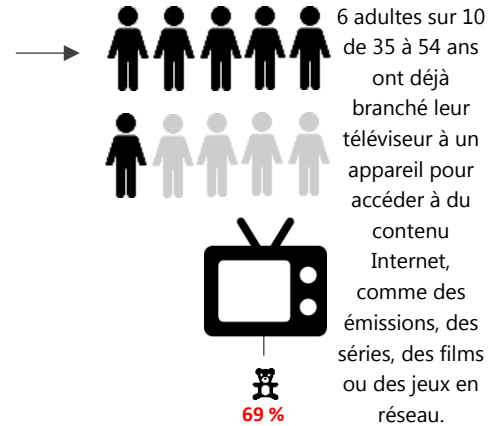 6 adultes sur 10
de 35 à 54 ans
ont déjà
branché leur
téléviseur à un
appareil pour
accéder à du
contenu
Internet,
comme des
émissions, des
séries, des films
ou des jeux en
réseau.
69 %